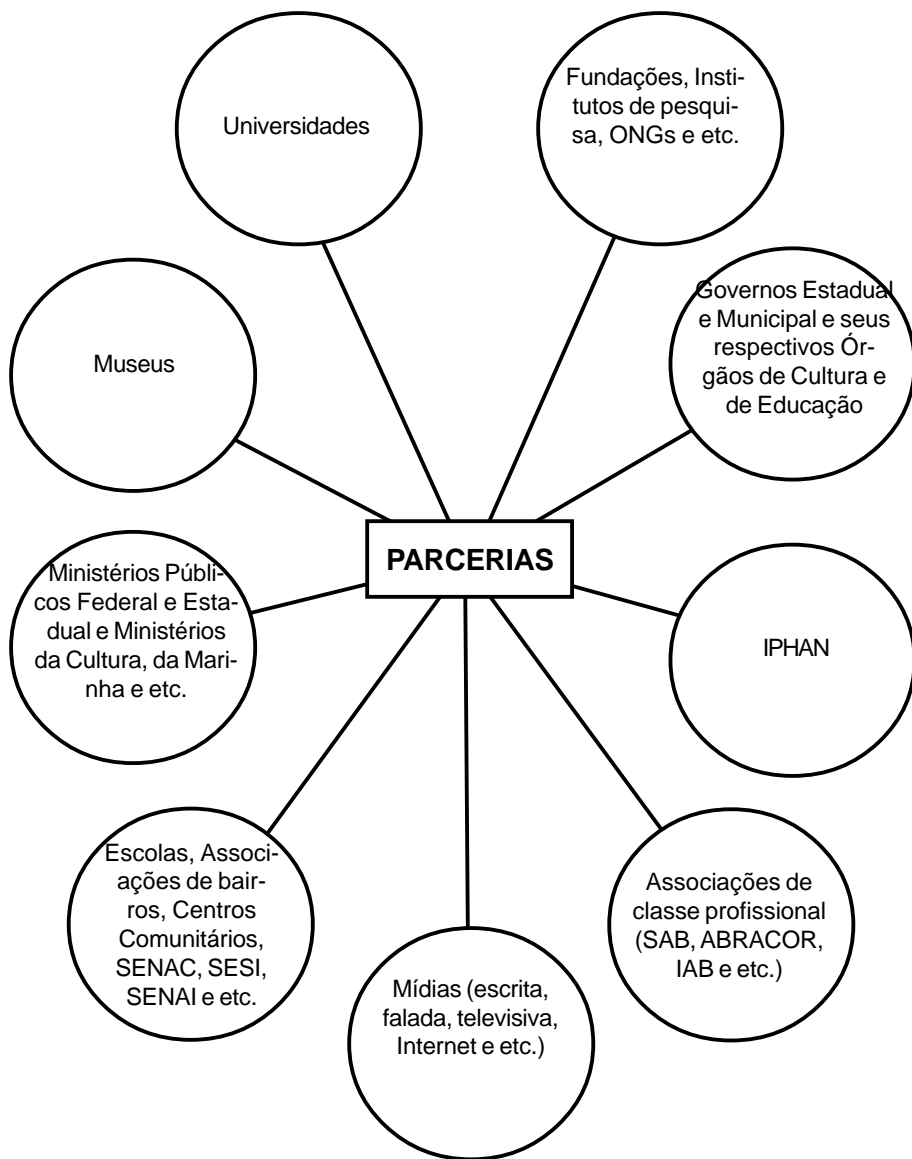 Universidades
Fundações, Insti-
tutos de pesqui-
sa, ONGs e etc.
Governos Estadual
e Municipal e seus
respectivos Ór-
gãos de Cultura e
de Educação
Museus
PARCERIAS
Ministérios Públi-
cos Federal e Esta-
dual e Ministérios
da Cultura, da Mari-
nha e etc.
IPHAN
Escolas, Associ-
ações de bair-
ros, Centros
Comunitários,
SENAC, SESI,
SENAI e etc.
Associações de
classe profissional
(SAB, ABRACOR,
IAB e etc.)
Mídias (escrita,
falada, televisiva,
Internet e etc.)